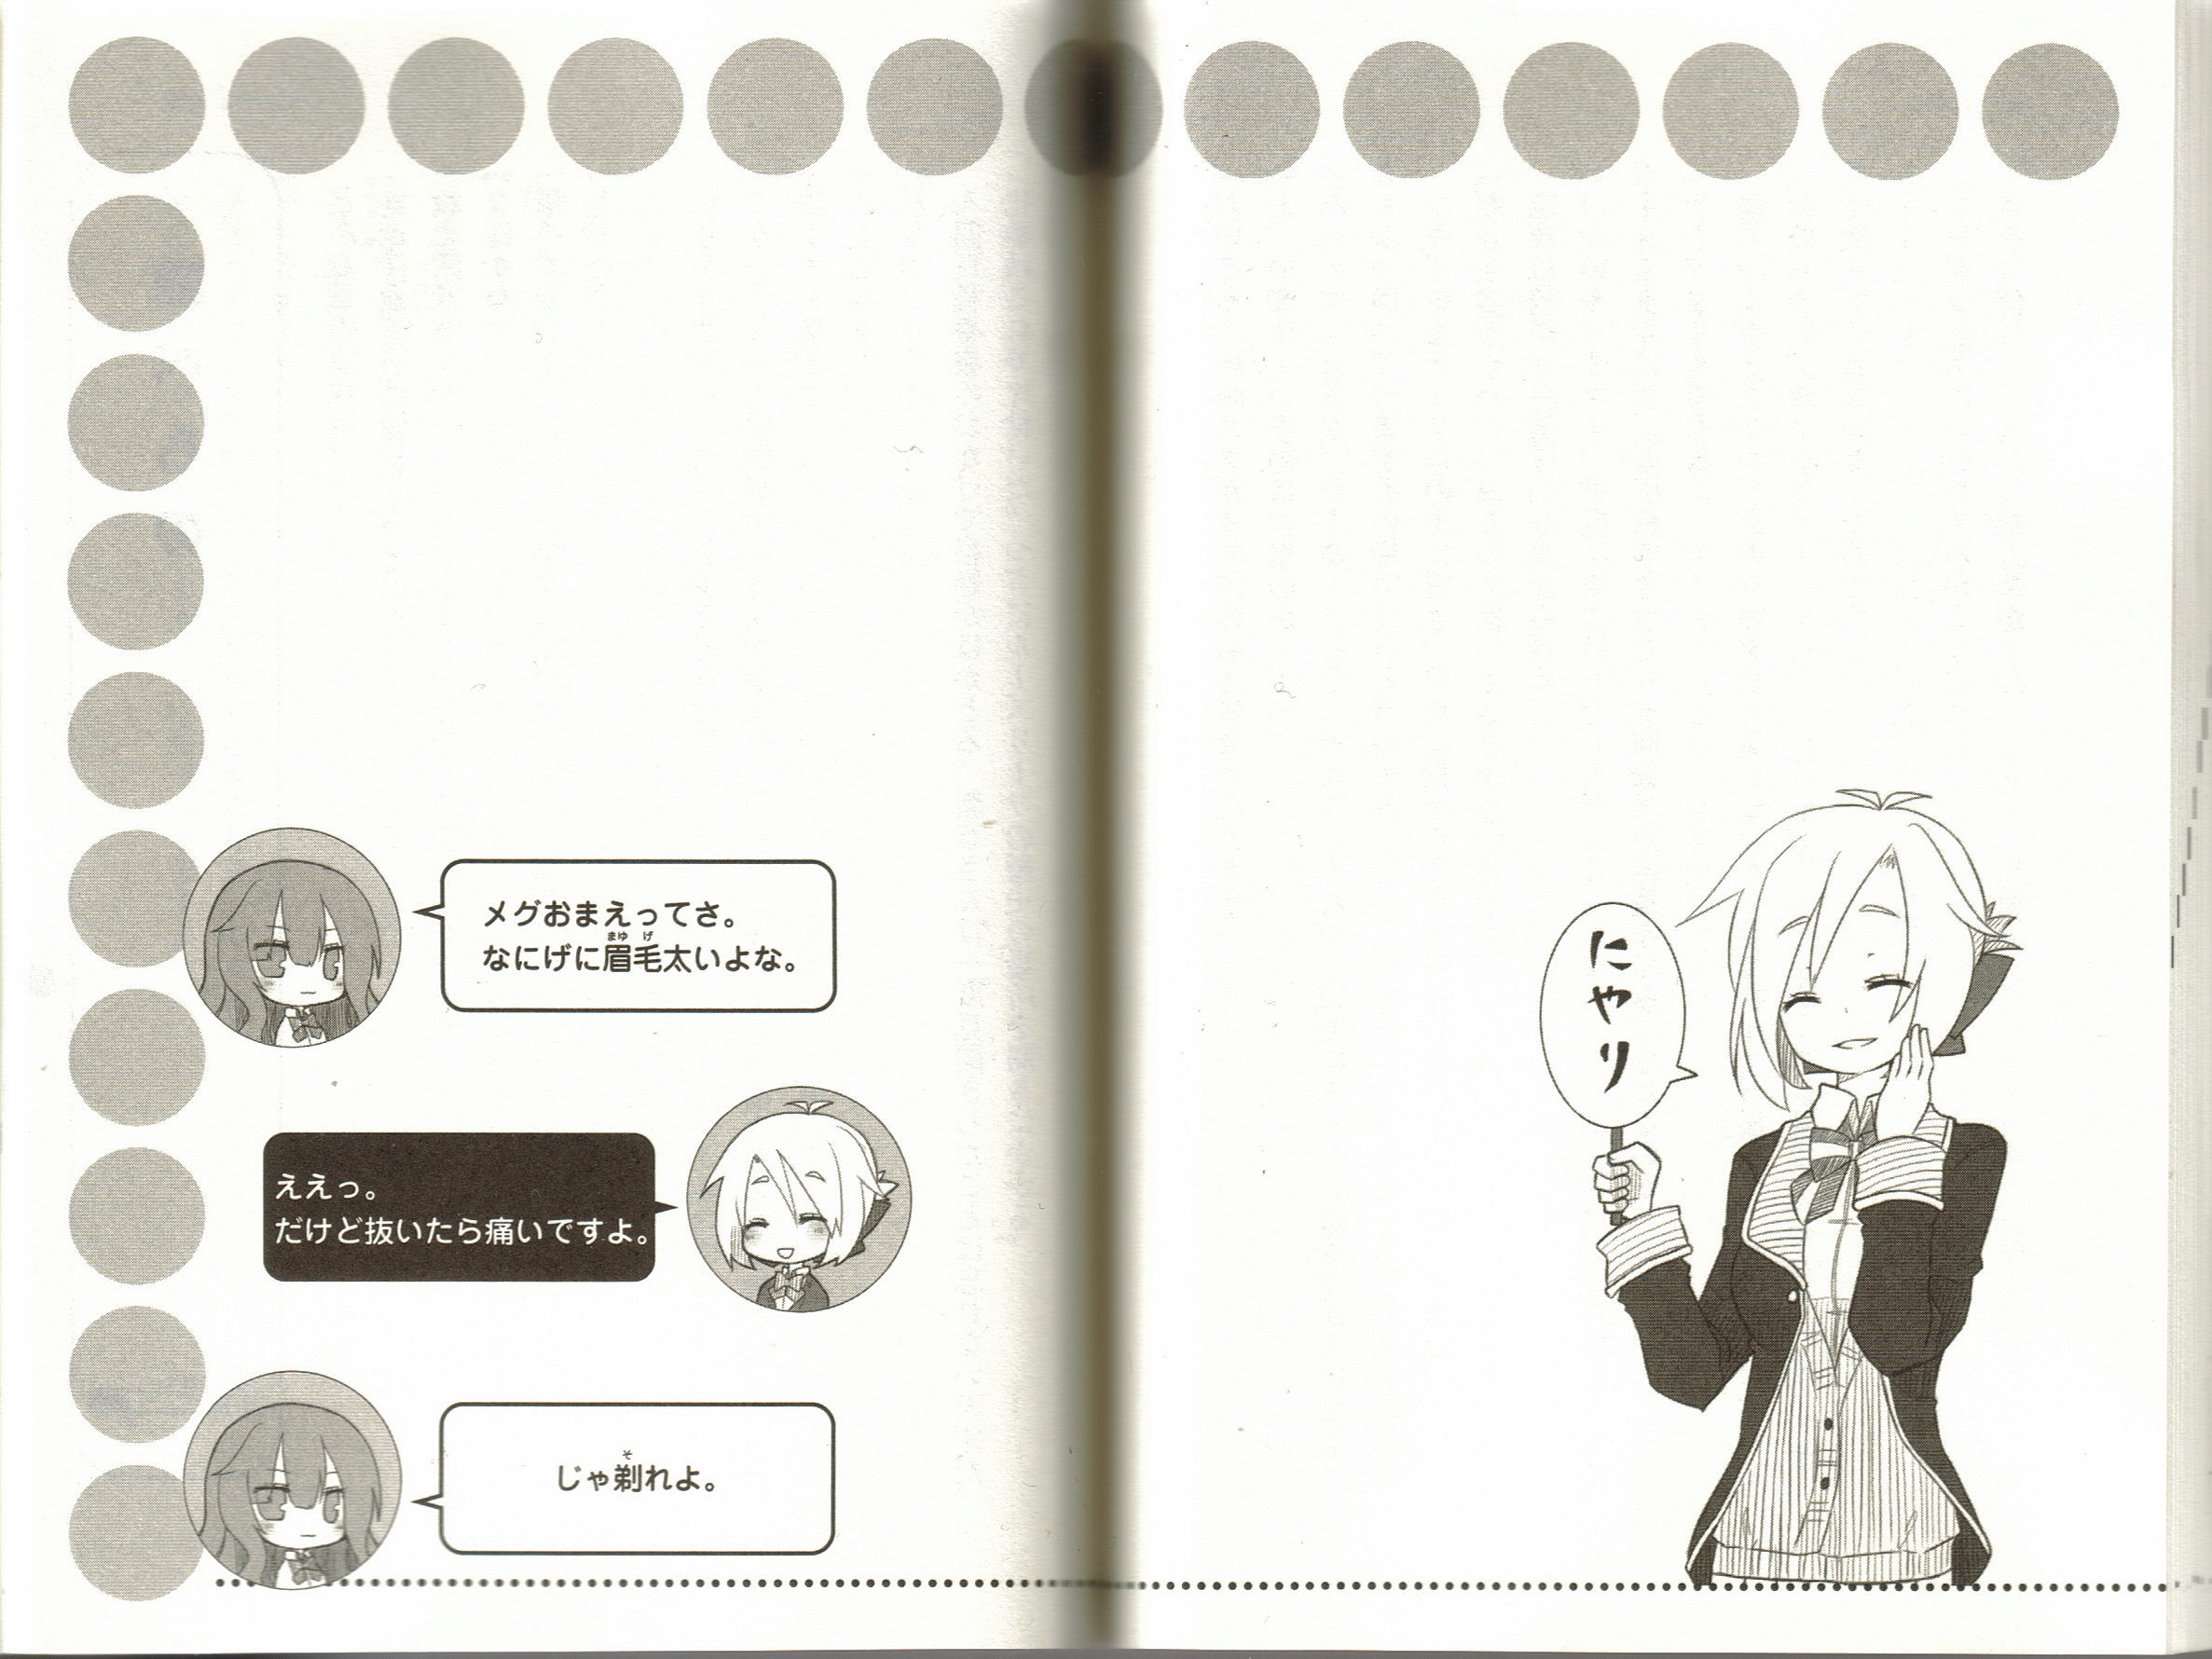 にやり
メグおまえってさ。
なにげに眉毛太いよな。
ええっ。
だけど抜いたら痛いですよ。
じゃ剃れよ。